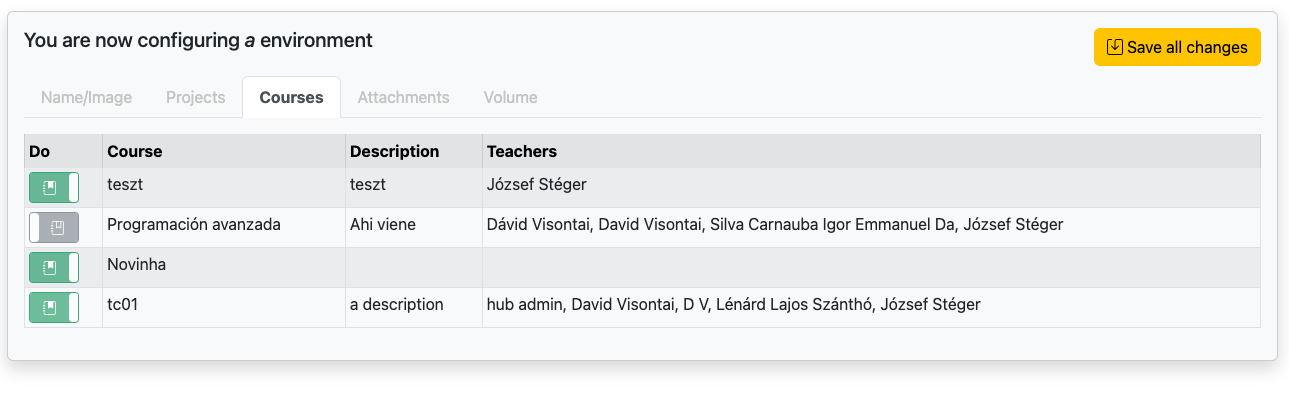 You are now configuring a environment
Save all changes
Name/Image Projects Courses Attachments Volume
Do Course Description Teachers
teszt teszt József Stéger
Programación avanzada Ahi viene Dávid Visontai, David Visontai, Silva Carnauba Igor Emmanuel Da, József Stéger
Novinha
tc01 a description hub admin, David Visontai, D V, Lénárd Lajos Szánthó, József Stéger